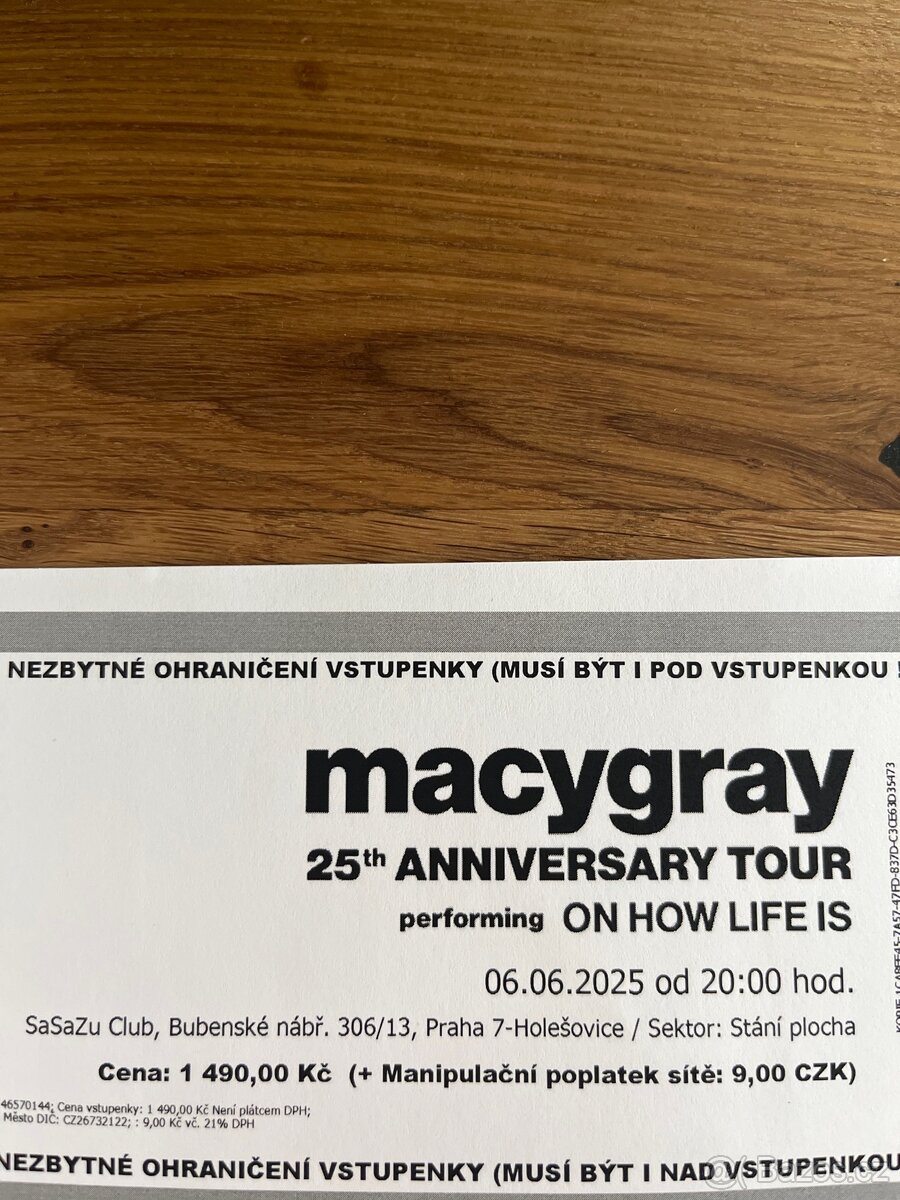 NEZBYTNÉ OHRANIČENÍ VSTUPENKY (MUSÍ BÝT I POD VSTUPENKOU !
macygray
25th ANNIVERSARY TOUR
performing ON HOW LIFE IS
06.06.2025 od 20:00 hod.
SaSaZu Club, Bubenské nábř. 306/13, Praha 7-Holešovice / Sektor: Stání plocha
Cena: 1 490,00 Kč (+ Manipulační poplatek sítě: 9,00 CZK)
46570144; Cena vstupenky: 1 490,00 Kč Není plátcem DPH;
Město DIČ: CZ26732122; : 9,00 Kč vč. 21% DPH
NEZBYTNÉ OHRANIČENÍ VSTUPENKY (MUSÍ BÝT I NAD VSTUPENKOU
Bazos.cz